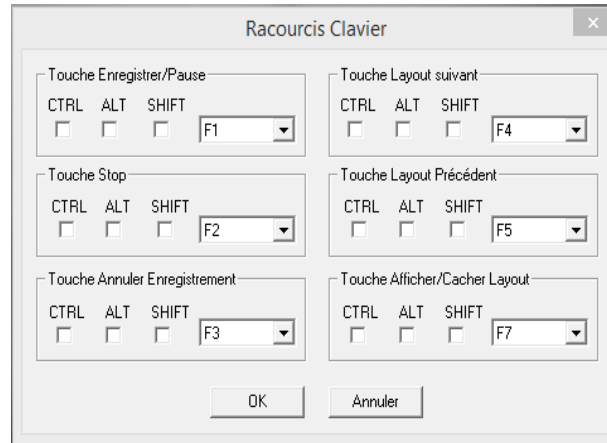 Racourcis Clavier
Touche Enregistrer/Pause
CTRL ALT SHIFT
F1
Touche Layout suivant
CTRL ALT SHIFT
F4
Touche Stop
CTRL ALT SHIFT
F2
Touche Layout Précédent
CTRL ALT SHIFT
F5
Touche Annuler Enregistrement
CTRL ALT SHIFT
F3
Touche Afficher/Cacher Layout
CTRL ALT SHIFT
F7
OK
Annuler